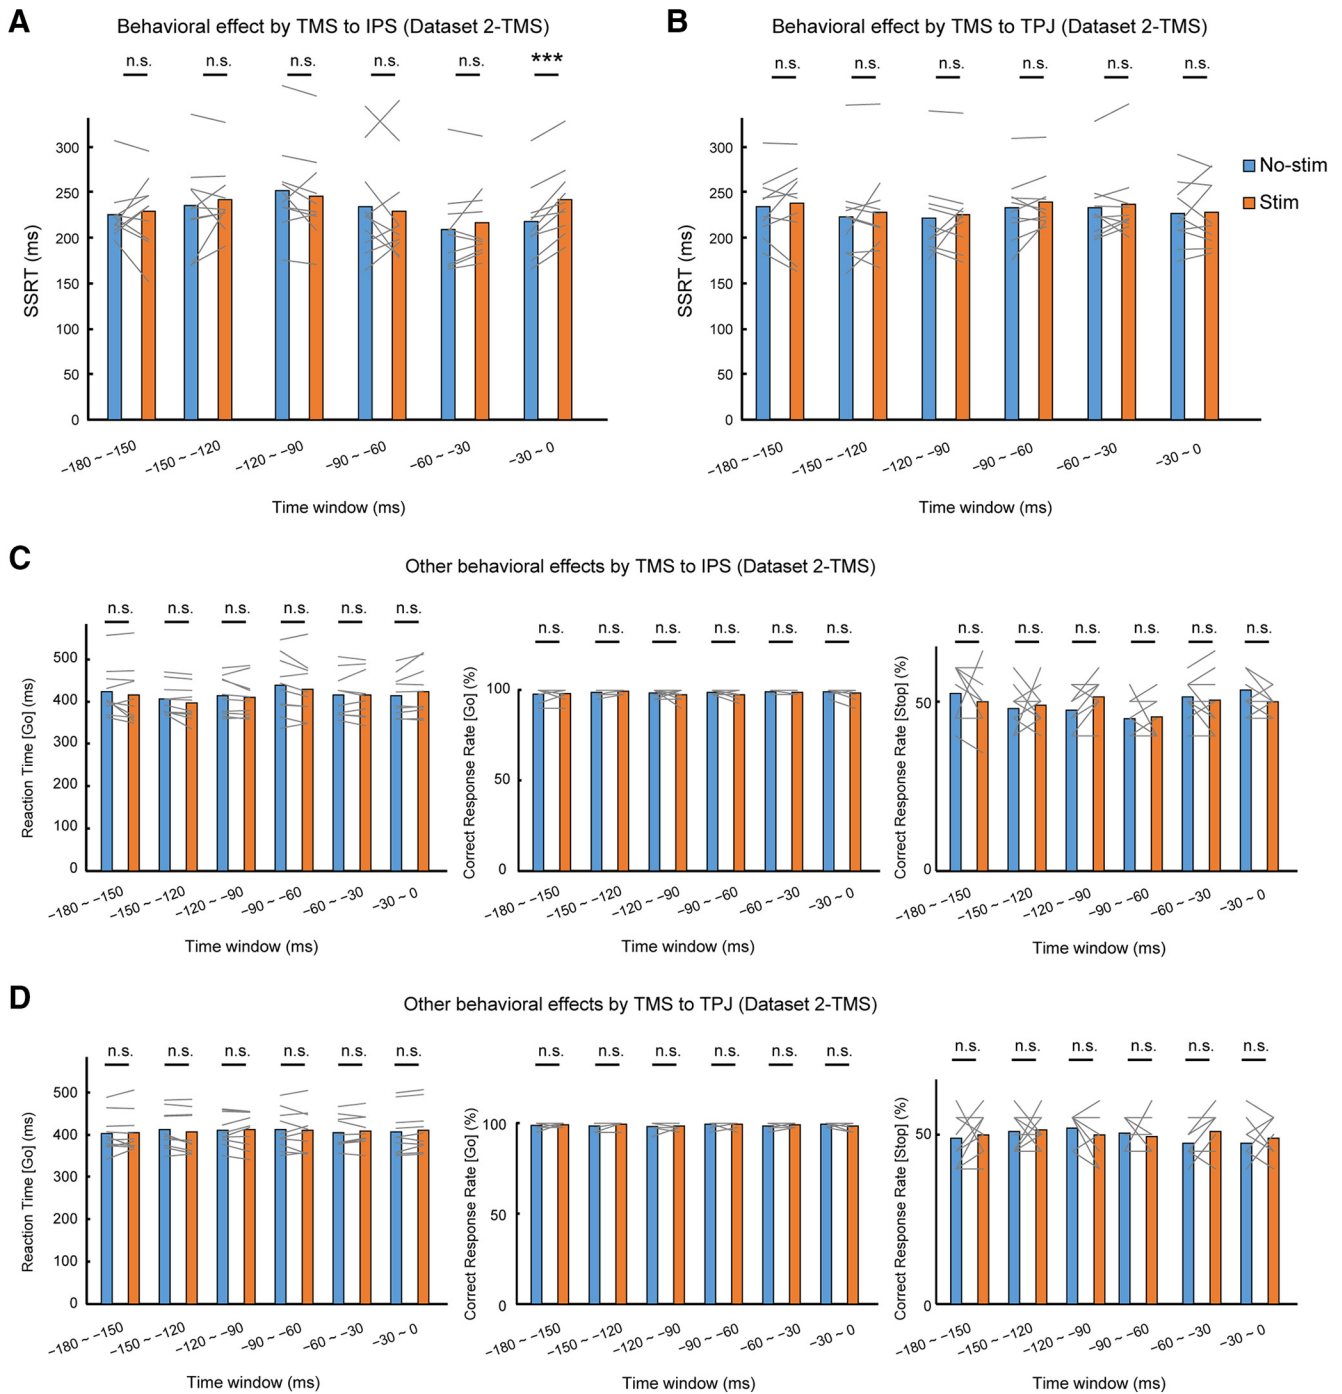 A
Behavioral effect by TMS to IPS (Dataset 2-TMS)
n.s. n.s. n.s. n.s. n.s. ***
SSRT (ms)
300
250
200
150
100
50
0
−180 ~ −150 −150 ~ −120 −120 ~ −90 −90 ~ −60 −60 ~ −30 −30 ~ 0
Time window (ms)
B
Behavioral effect by TMS to TPJ (Dataset 2-TMS)
n.s. n.s. n.s. n.s. n.s. n.s.
SSRT (ms)
300
250
200
150
100
50
0
−180 ~ −150 −150 ~ −120 −120 ~ −90 −90 ~ −60 −60 ~ −30 −30 ~ 0
Time window (ms)
No-stim
Stim
C
Other behavioral effects by TMS to IPS (Dataset 2-TMS)
n.s. n.s. n.s. n.s. n.s. n.s.
Reaction Time [Go] (ms)
500
400
300
200
100
0
−180 ~ −150 −150 ~ −120 −120 ~ −90 −90 ~ −60 −60 ~ −30 −30 ~ 0
Time window (ms)
n.s. n.s. n.s. n.s. n.s. n.s.
Correct Response Rate [Go] (%)
100
50
0
−180 ~ −150 −150 ~ −120 −120 ~ −90 −90 ~ −60 −60 ~ −30 −30 ~ 0
Time window (ms)
n.s. n.s. n.s. n.s. n.s. n.s.
Correct Response Rate [Stop] (%)
50
0
−180 ~ −150 −150 ~ −120 −120 ~ −90 −90 ~ −60 −60 ~ −30 −30 ~ 0
Time window (ms)
D
Other behavioral effects by TMS to TPJ (Dataset 2-TMS)
n.s. n.s. n.s. n.s. n.s. n.s.
Reaction Time [Go] (ms)
500
400
300
200
100
0
−180 ~ −150 −150 ~ −120 −120 ~ −90 −90 ~ −60 −60 ~ −30 −30 ~ 0
Time window (ms)
n.s. n.s. n.s. n.s. n.s. n.s.
Correct Response Rate [Go] (%)
100
50
0
−180 ~ −150 −150 ~ −120 −120 ~ −90 −90 ~ −60 −60 ~ −30 −30 ~ 0
Time window (ms)
n.s. n.s. n.s. n.s. n.s. n.s.
Correct Response Rate [Stop] (%)
50
0
−180 ~ −150 −150 ~ −120 −120 ~ −90 −90 ~ −60 −60 ~ −30 −30 ~ 0
Time window (ms)